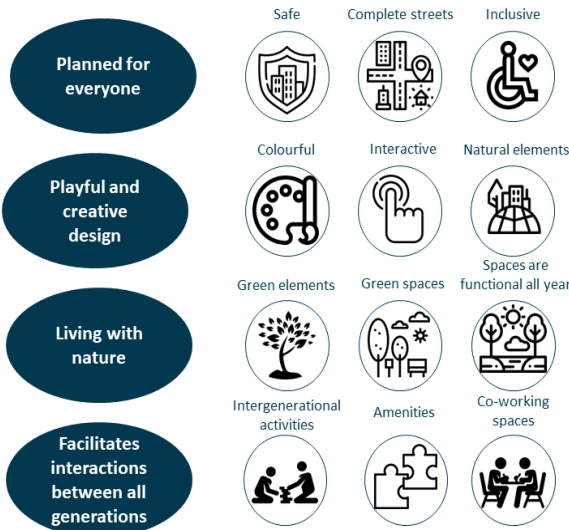 Safe
Complete streets
Inclusive
Planned for
everyone
Colourful
Interactive
Natural elements
Playful and
creative
design
Green elements
Green spaces
Spaces are
functional all year
Living with
nature
Intergenerational
activities
Amenities
Co-working
spaces
Facilitates
interactions
between all
generations